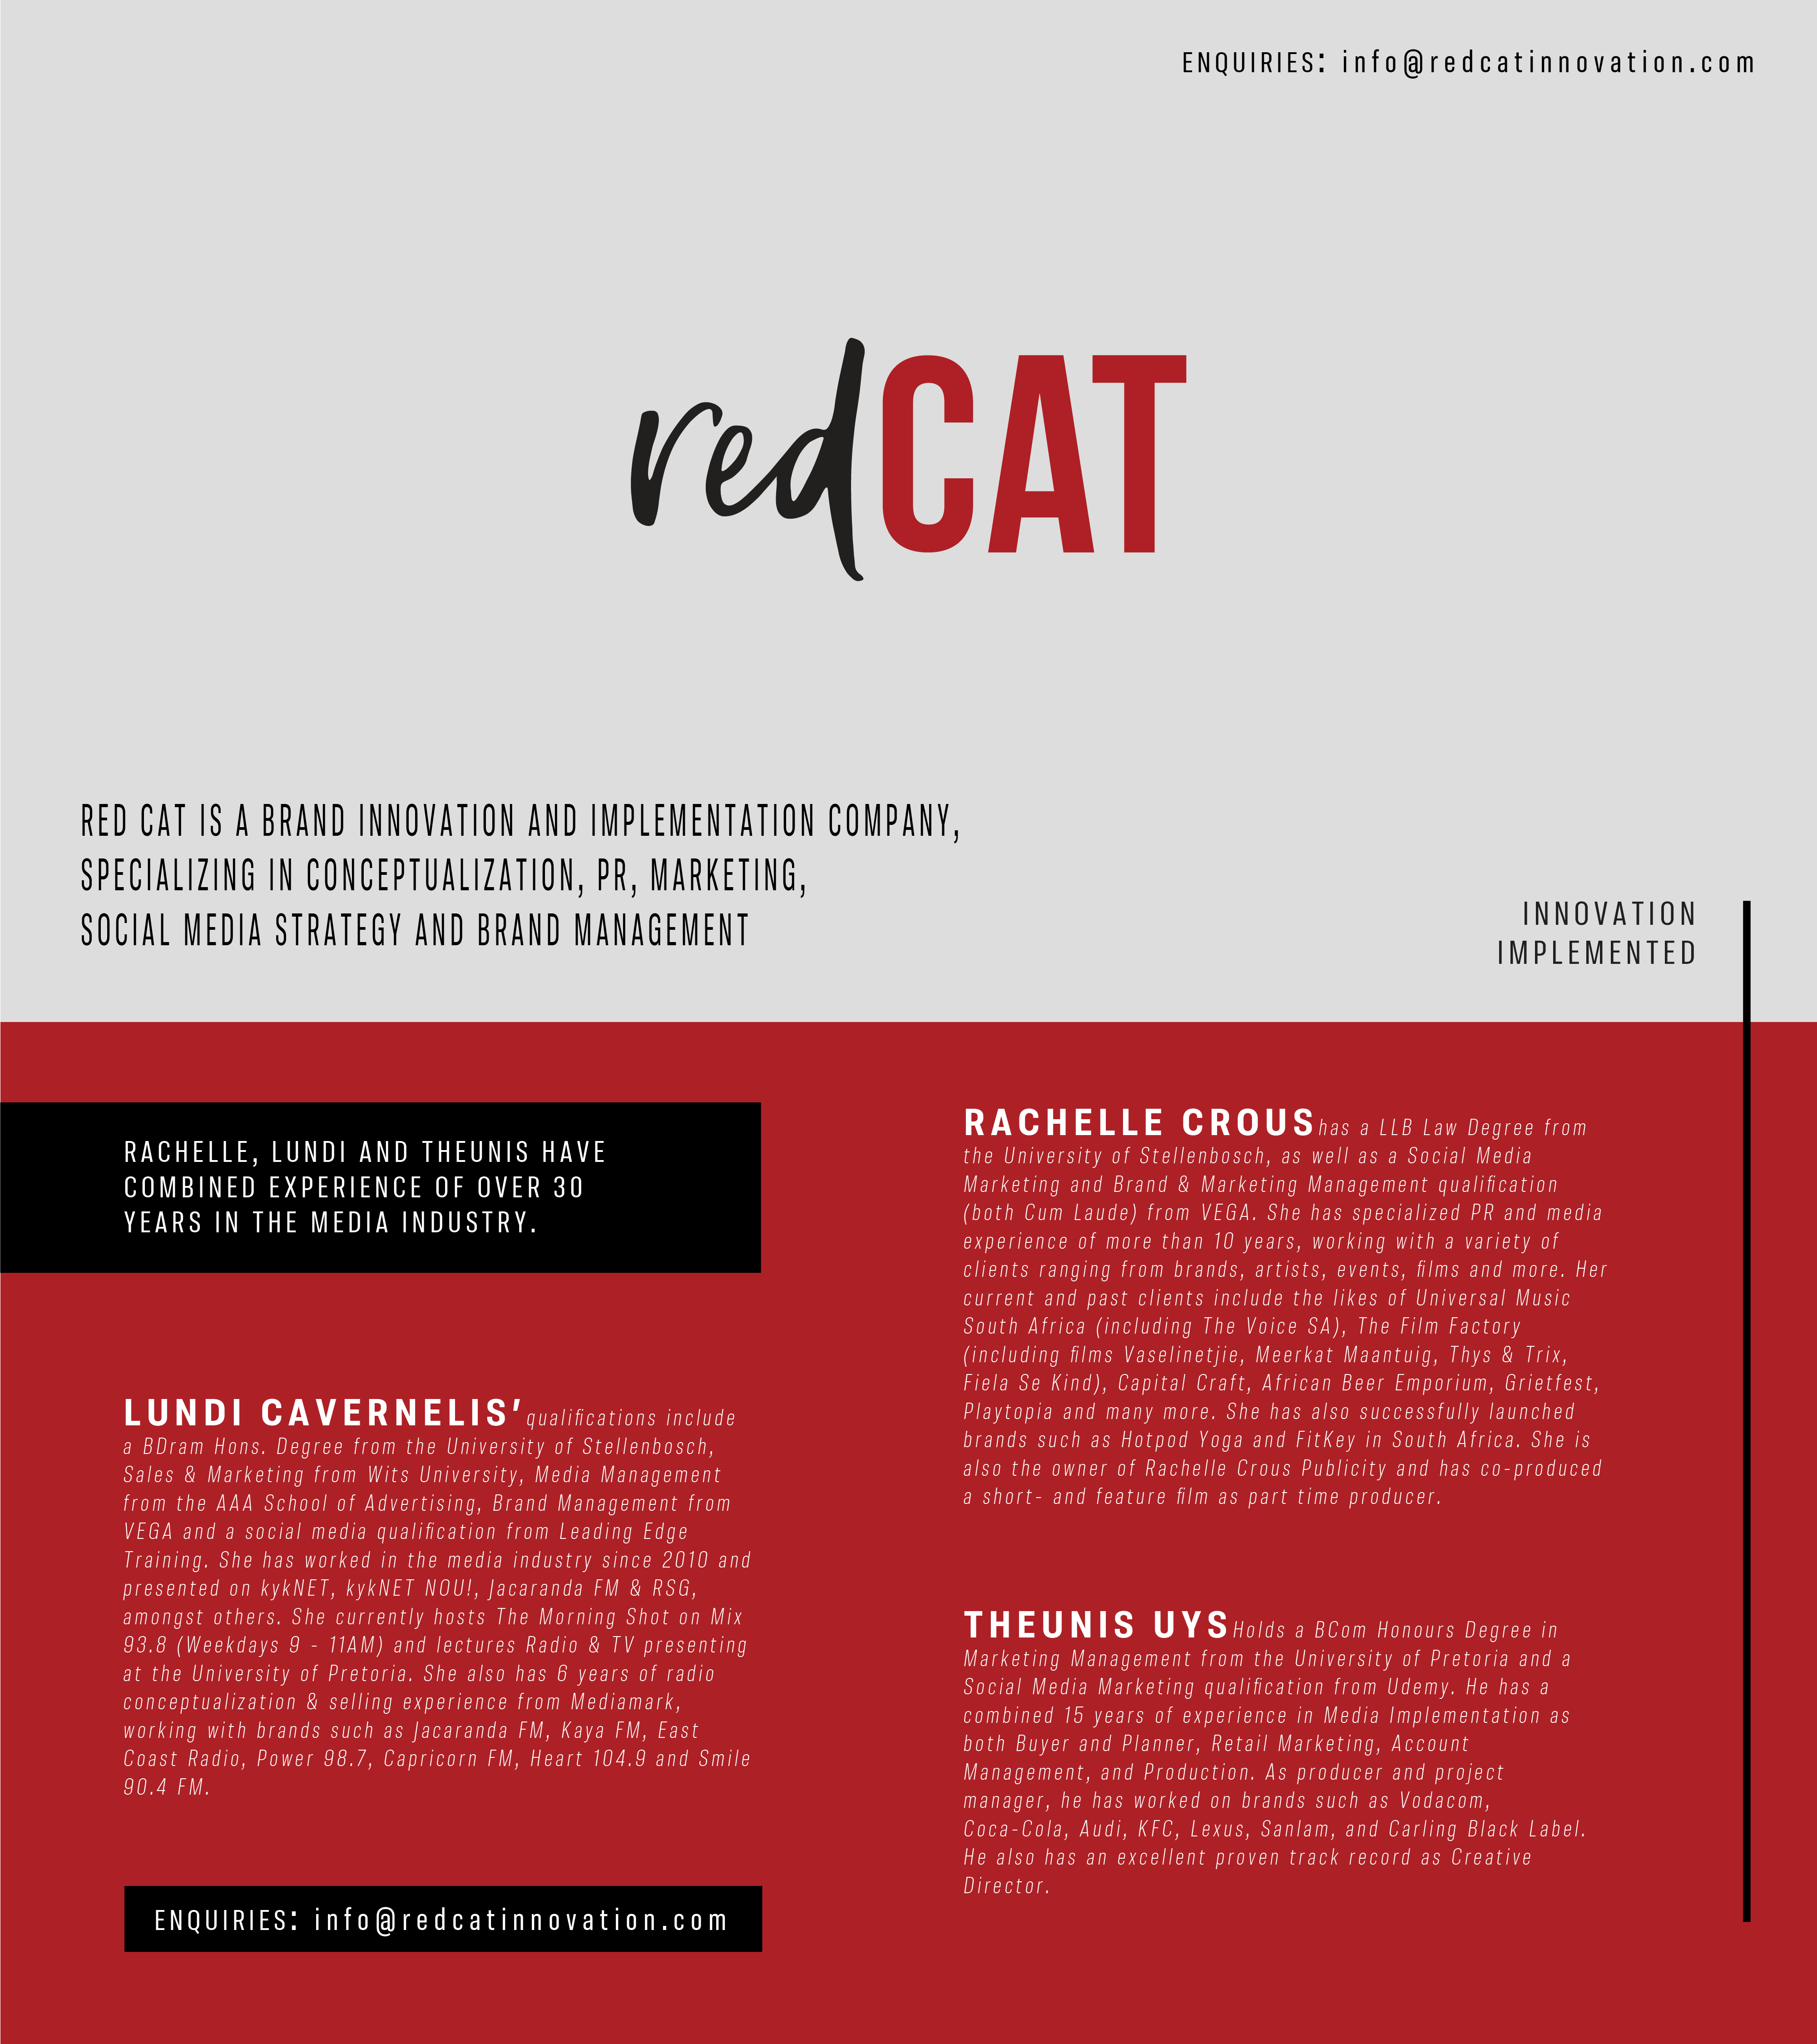 ENQUIRIES: info@redcatinnovation.com
redCAT
RED CAT IS A BRAND INNOVATION AND IMPLEMENTATION COMPANY,
SPECIALIZING IN CONCEPTUALIZATION, PR, MARKETING,
SOCIAL MEDIA STRATEGY AND BRAND MANAGEMENT
INNOVATION
IMPLEMENTED
RACHELLE, LUNDI AND THEUNIS HAVE
COMBINED EXPERIENCE OF OVER 30
YEARS IN THE MEDIA INDUSTRY.
LUNDI CAVERNELIS’ qualifications include
a BDram Hons. Degree from the University of Stellenbosch,
Sales & Marketing from Wits University, Media Management
from the AAA School of Advertising, Brand Management from
VEGA and a social media qualification from Leading Edge
Training. She has worked in the media industry since 2010 and
presented on kykNET, kykNET NOU!, Jacaranda FM & RSG,
amongst others. She currently hosts The Morning Shot on Mix
93.8 (Weekdays 9 - 11AM) and lectures Radio & TV presenting
at the University of Pretoria. She also has 6 years of radio
conceptualization & selling experience from Mediamark,
working with brands such as Jacaranda FM, Kaya FM, East
Coast Radio, Power 98.7, Capricorn FM, Heart 104.9 and Smile
90.4 FM.
ENQUIRIES: info@redcatinnovation.com
RACHELLE CROUS has a LLB Law Degree from
the University of Stellenbosch, as well as a Social Media
Marketing and Brand & Marketing Management qualification
(both Cum Laude) from VEGA. She has specialized PR and media
experience of more than 10 years, working with a variety of
clients ranging from brands, artists, events, films and more. Her
current and past clients include the likes of Universal Music
South Africa (including The Voice SA), The Film Factory
(including films Vaselinetjie, Meerkat Maantuig, Thys & Trix,
Fiela Se Kind), Capital Craft, African Beer Emporium, Grietfest,
Playtopia and many more. She has also successfully launched
brands such as Hotpod Yoga and FitKey in South Africa. She is
also the owner of Rachelle Crous Publicity and has co-produced
a short- and feature film as part time producer.
THEUNIS UYS Holds a BCom Honours Degree in
Marketing Management from the University of Pretoria and a
Social Media Marketing qualification from Udemy. He has a
combined 15 years of experience in Media Implementation as
both Buyer and Planner, Retail Marketing, Account
Management, and Production. As producer and project
manager, he has worked on brands such as Vodacom,
Coca-Cola, Audi, KFC, Lexus, Sanlam, and Carling Black Label.
He also has an excellent proven track record as Creative
Director.